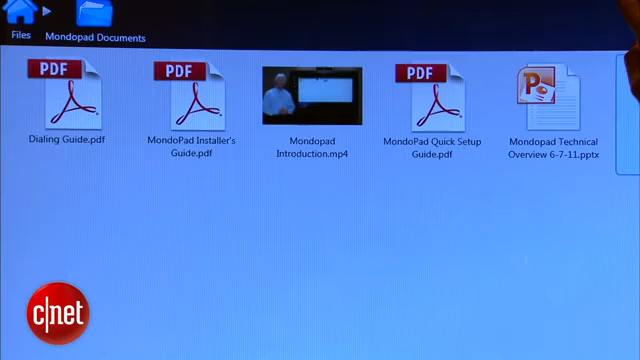 Files
Mondopad Documents
PDF
PDF
PDF
P
Dialing Guide.pdf
MondoPad Installer's
Guide.pdf
Mondopad
Introduction.mp4
MondoPad Quick Setup
Guide.pdf
Mondopad Technical
Overview 6-7-11.pptx
c|net